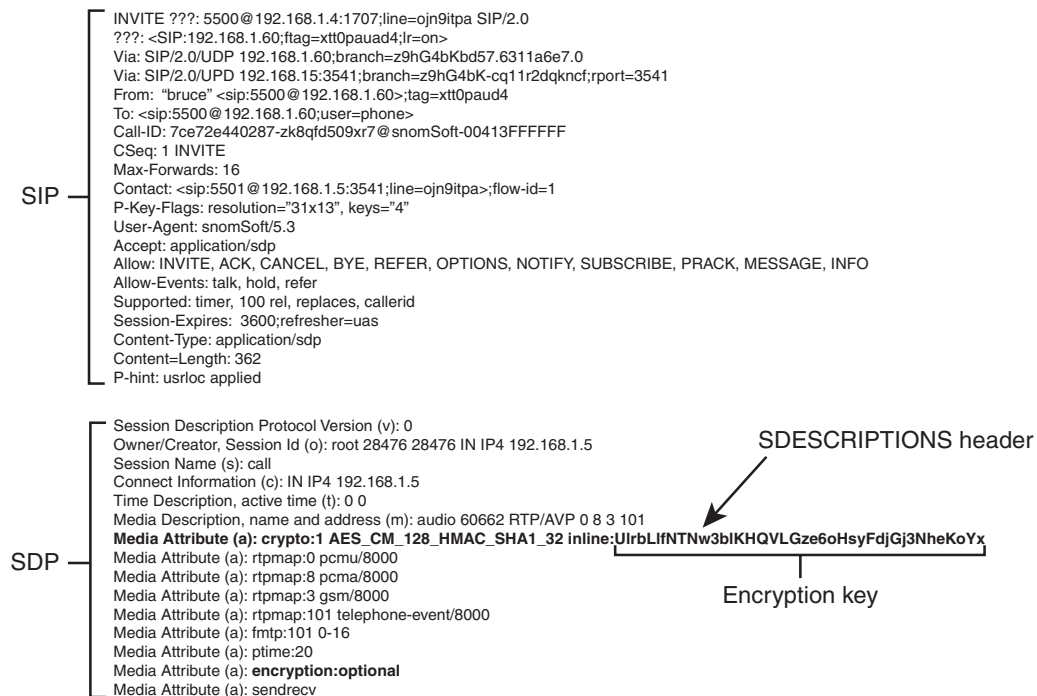 SIP
INVITE ???: 5500@192.168.1.4:1707;line=ojn9itpa SIP/2.0
???: <SIP:192.168.1.60;ftag=xtt0pauad4;lr=on>
Via: SIP/2.0/UDP 192.168.1.60;branch=z9hG4bKbd57.6311a6e7.0
Via: SIP/2.0/UPD 192.168.15:3541;branch=z9hG4bK-cq11r2dqkncf;rport=3541
From: “bruce” <sip:5500@192.168.1.60>;tag=xtt0paud4
To: <sip:5500@192.168.1.60;user=phone>
Call-ID: 7ce72e440287-zk8qfd509xr7@snomSoft-00413FFFFFF
CSeq: 1 INVITE
Max-Forwards: 16
Contact: <sip:5501@192.168.1.5:3541;line=ojn9itpa>;flow-id=1
P-Key-Flags: resolution=”31x13”, keys=”4”
User-Agent: snomSoft/5.3
Accept: application/sdp
Allow: INVITE, ACK, CANCEL, BYE, REFER, OPTIONS, NOTIFY, SUBSCRIBE, PRACK, MESSAGE, INFO
Allow-Events: talk, hold, refer
Supported: timer, 100 rel, replaces, callerid
Session-Expires: 3600;refresher=uas
Content-Type: application/sdp
Content=Length: 362
P-hint: usrloc applied
SDP
Session Description Protocol Version (v): 0
Owner/Creator, Session Id (o): root 28476 28476 IN IP4 192.168.1.5
Session Name (s): call
Connect Information (c): IN IP4 192.168.1.5
Time Description, active time (t): 0 0
Media Description, name and address (m): audio 60662 RTP/AVP 0 8 3 101
Media Attribute (a): crypto:1 AES_CM_128_HMAC_SHA1_32 inline:UIrbLIfNTNw3blKHQVLGze6oHsyFdjGj3NheKoYx
Media Attribute (a): rtpmap:0 pcmu/8000
Media Attribute (a): rtpmap:8 pcma/8000
Media Attribute (a): rtpmap:3 gsm/8000
Media Attribute (a): rtpmap:101 telephone-event/8000
Media Attribute (a): fmtp:101 0-16
Media Attribute (a): ptime:20
Media Attribute (a): encryption:optional
Media Attribute (a): sendrecv
SDESCRIPTIONS header
Encryption key